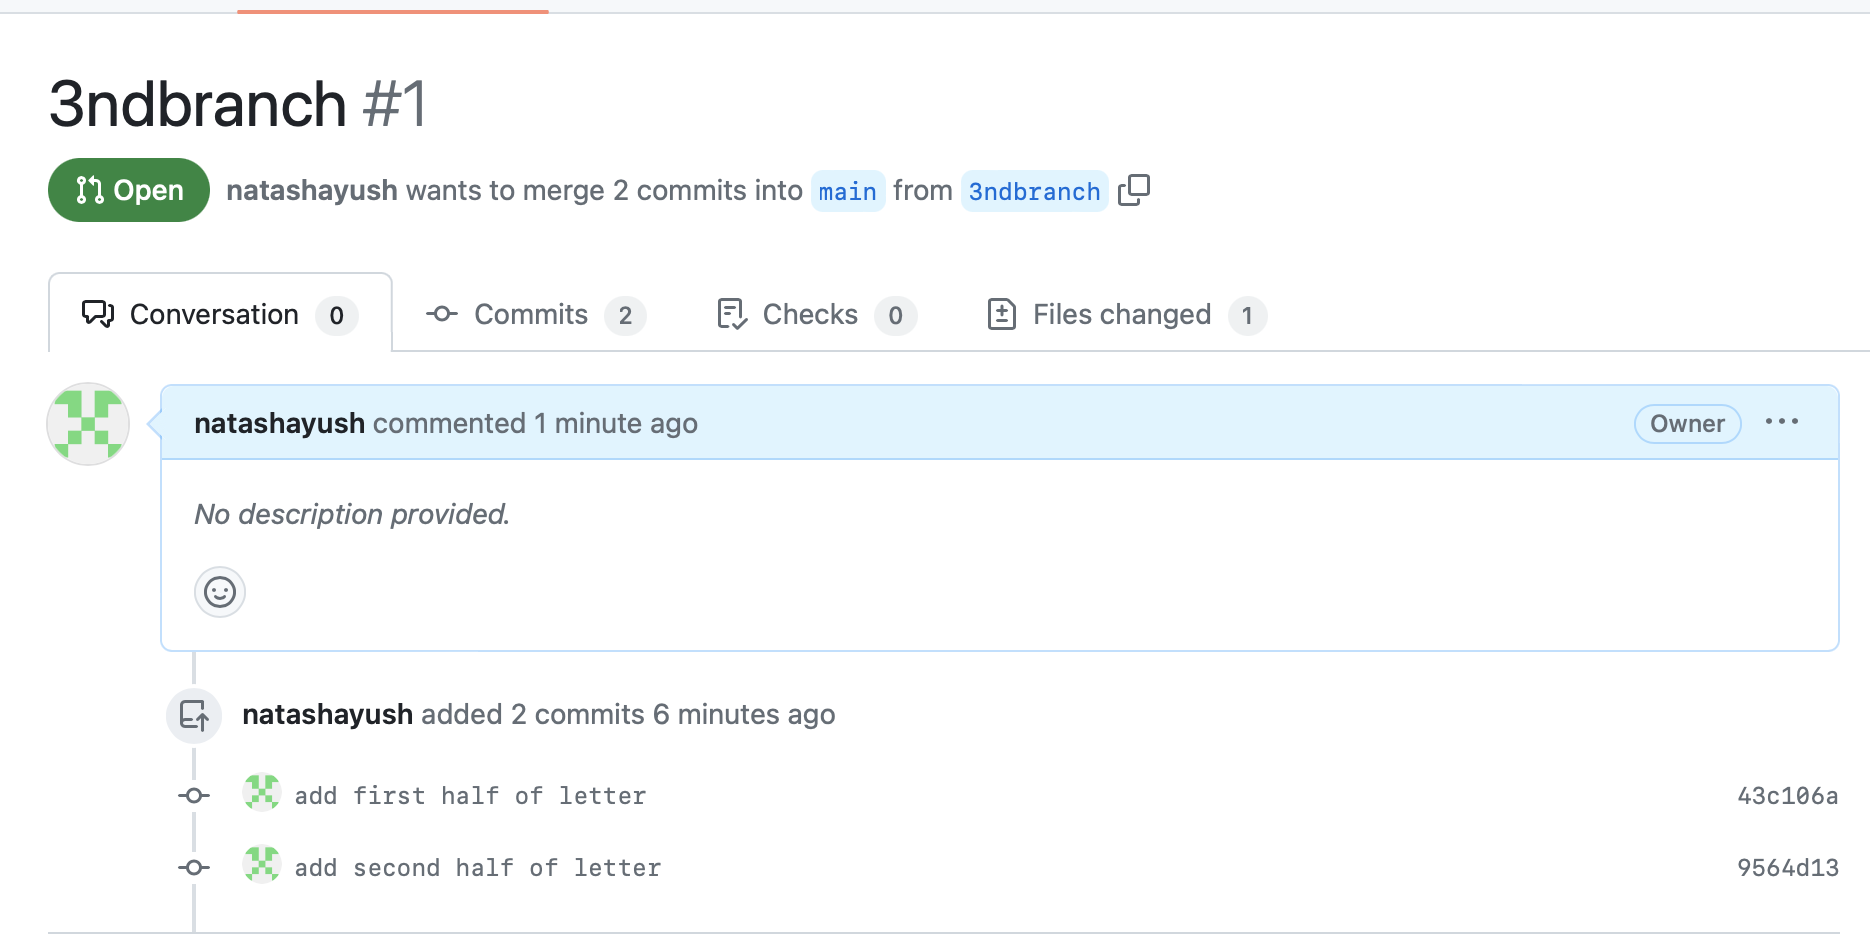 3ndbranch #1
Open natashayush wants to merge 2 commits into main from 3ndbranch
Conversation 0 Commits 2 Checks 0 Files changed 1
natashayush commented 1 minute ago Owner
No description provided.
natashayush added 2 commits 6 minutes ago
add first half of letter 43c106a
add second half of letter 9564d13